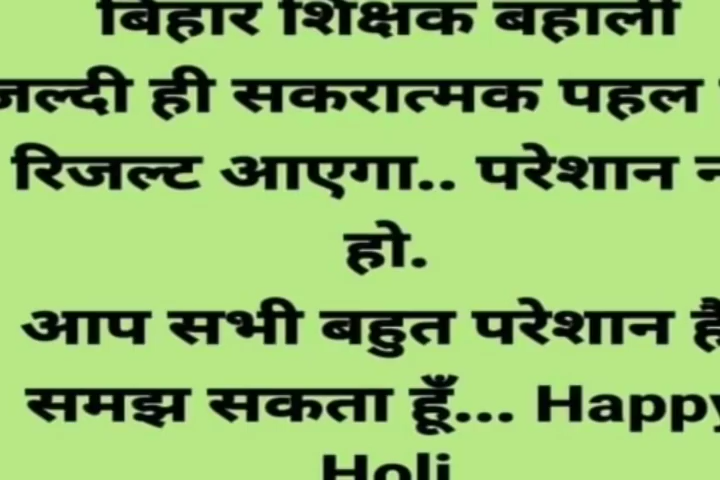 बिहार शिक्षक बहाली
जल्दी ही सकरात्मक पहल
रिजल्ट आएगा.. परेशान न
हो.
आप सभी बहुत परेशान हैं
समझ सकता हूँ... Happy
Holi